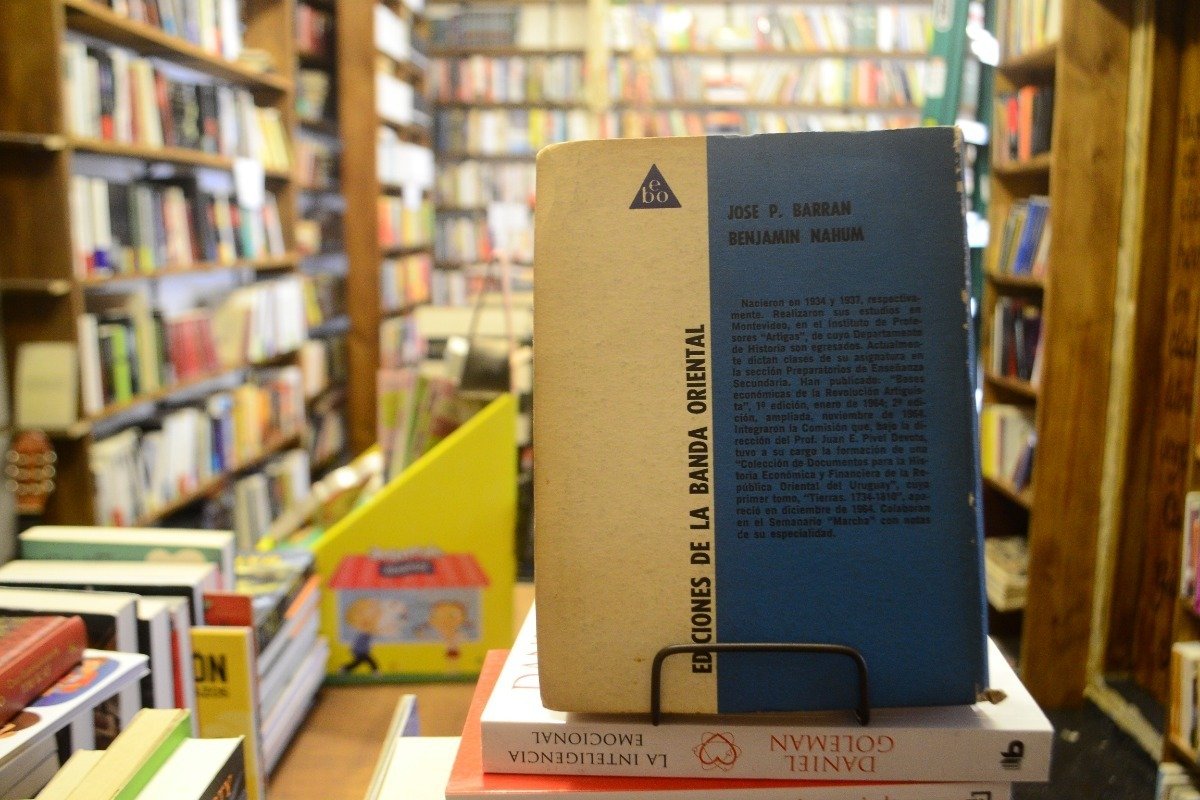 e
bo
JOSE P. BARRAN
BENJAMIN NAHUM
Nacieron en 1934 y 1937, respectiva-
mente. Realizaron sus estudios en
Montevideo, en el Instituto de Profe-
sores "Artigas", de cuyo Departamento
de Historia son egresados. Actualmen-
te dictan clases de su asignatura en
la sección Preparatorios de Enseñanza
Secundaria. Han publicado: "Bases
económicas de la Revolución Artiguis-
ta", 1ª edición, enero de 1964, 2ª edi-
ción, ampliada, noviembre de 1964.
Integraron la Comisión que, bajo la di-
rección del Prof. Juan E. Pivel Devoto,
tuvo a su cargo la formación de una
"Colección de Documentos para la His-
toria Económica y Financiera de la Re-
pública Oriental del Uruguay", cuyo
primer tomo, "Tierras. 1734-1810", apa-
reció en diciembre de 1964. Colaboran
en el Semanario "Marcha" con notas
de su especialidad.
EDICIONES DE LA BANDA ORIENTAL
DANIEL
GOLEMAN
LA INTELIGENCIA
EMOCIONAL
b